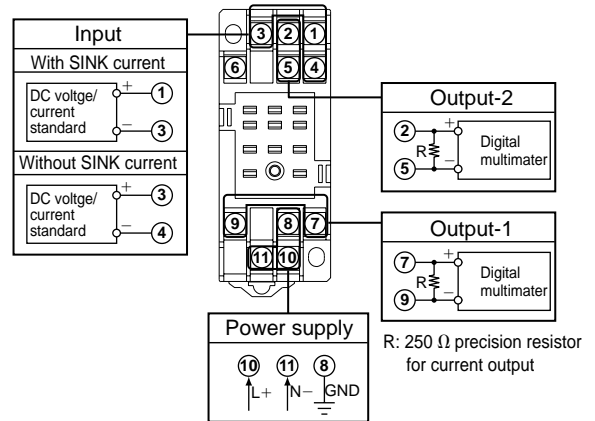 Input
With SINK current
DC voltge/
current
standard
+
−
①
③
Without SINK current
DC voltge/
current
standard
+
−
③
④
③ ② ①
⑥ ⑤ ④
⑨ ⑧ ⑦
⑪ ⑩
Output-2
②
⑤
R
+
−
Digital
multimater
Output-1
⑦
⑨
R
+
−
Digital
multimater
R: 250 Ω precision resistor
for current output
Power supply
⑩ ⑪ ⑧
L+ N− GND